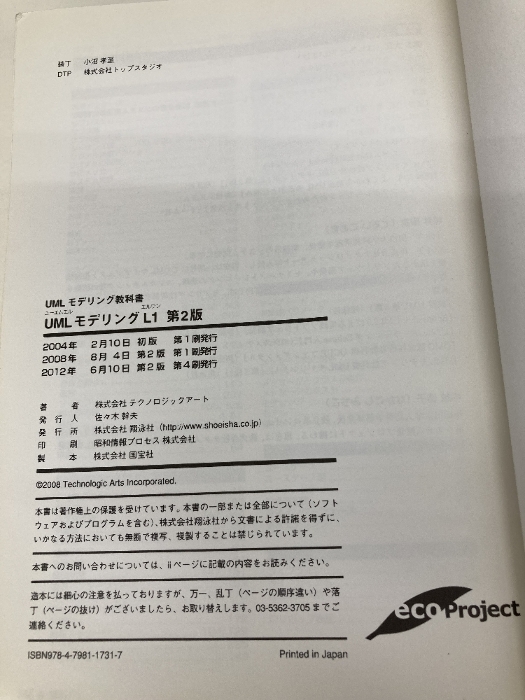 装丁 小沼 孝至
DTP 株式会社トップスタジオ
UML モデリング教科書
ユーエムエル エルワン
UML モデリング L1 第2版
2004年 2月10日 初版 第1刷発行
2008年 8月 4日 第2版 第1刷発行
2012年 6月10日 第2版 第4刷発行
著者 株式会社 テクノロジックアート
発行人 佐々木 幹夫
発行所 株式会社 翔泳社(http://www.shoeisha.co.jp)
印刷 昭和情報プロセス 株式会社
製本 株式会社 国宝社
©2008 Technologic Arts Incorporated.
本書は著作権上の保護を受けています。本書の一部または全部について(ソフト
ウェアおよびプログラムを含む)、株式会社翔泳社から文書による許諾を得ずに、
いかなる方法においても無断で複写、複製することは禁じられています。
本書へのお問い合わせについては、iiページに記載の内容をお読みください。
造本には細心の注意を払っておりますが、万一、乱丁(ページの順序違い)や落
丁(ページの抜け)がございましたら、お取り替えします。03-5362-3705までご
連絡ください。
ecoProject
ISBN978-4-7981-1731-7 Printed in Japan